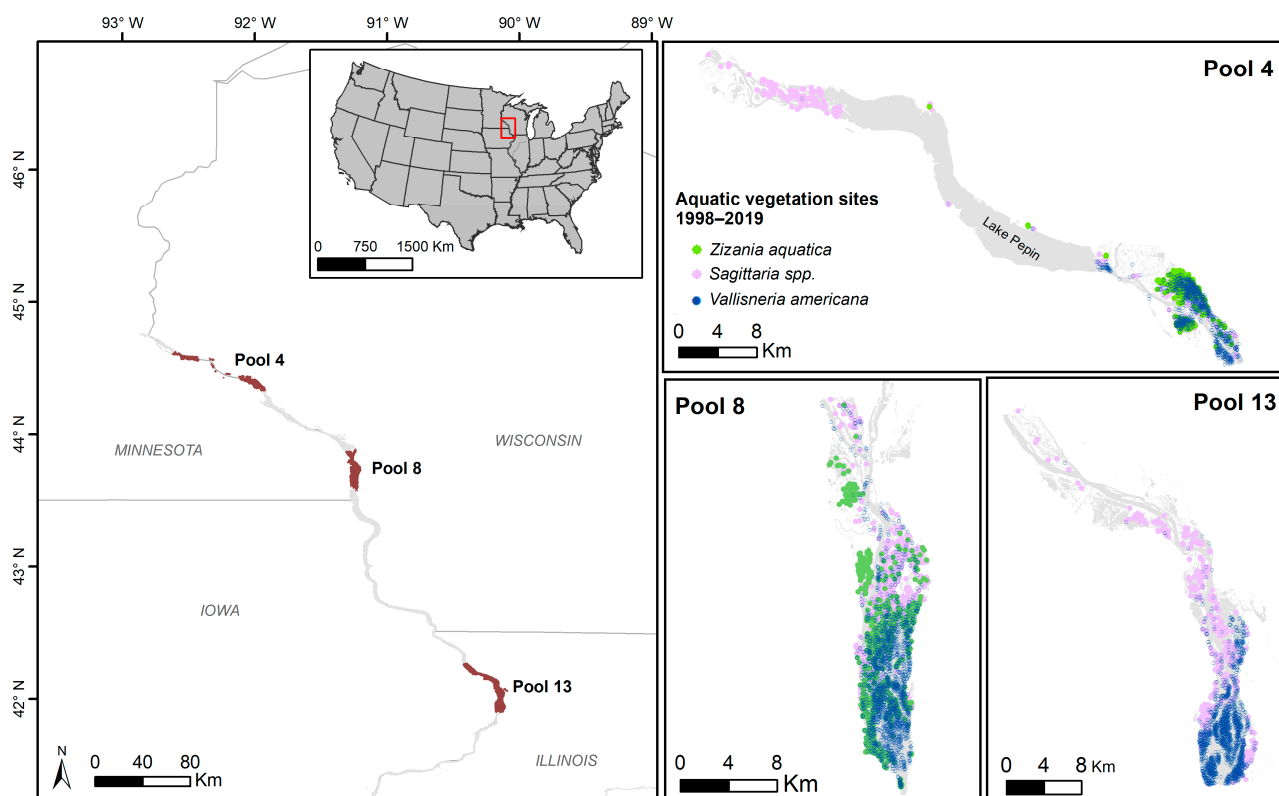 93° W
92° W
91° W
90° W
89° W
46° N
45° N
44° N
43° N
42° N
0 750 1500 Km
Pool 4
MINNESOTA
WISCONSIN
Pool 8
IOWA
Pool 13
ILLINOIS
N
0 40 80
Km
Pool 4
Aquatic vegetation sites
1998–2019
Zizania aquatica
Sagittaria spp.
Vallisneria americana
Lake Pepin
0 4 8
Km
Pool 8
0 4 8
Km
Pool 13
0 4 8 Km